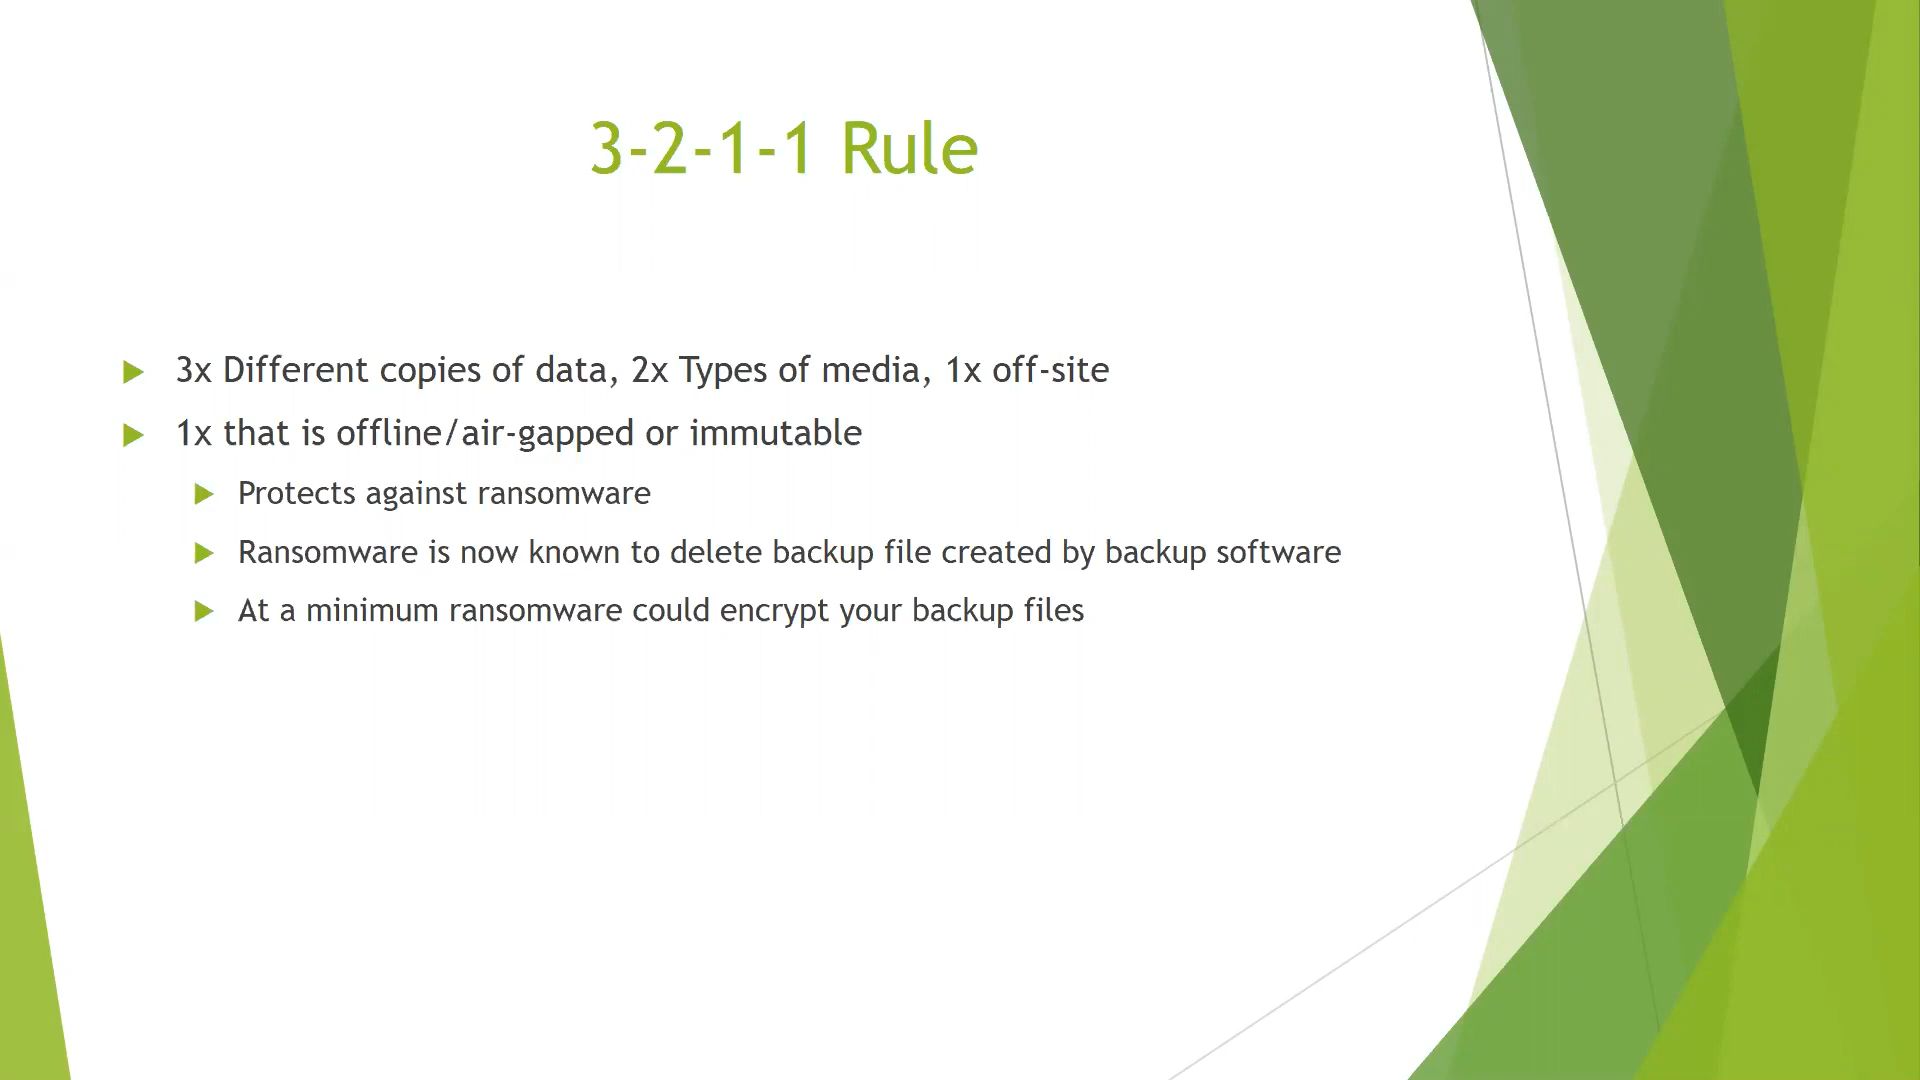 3-2-1-1 Rule
3x Different copies of data, 2x Types of media, 1x off-site
1x that is offline/air-gapped or immutable
Protects against ransomware
Ransomware is now known to delete backup file created by backup software
At a minimum ransomware could encrypt your backup files